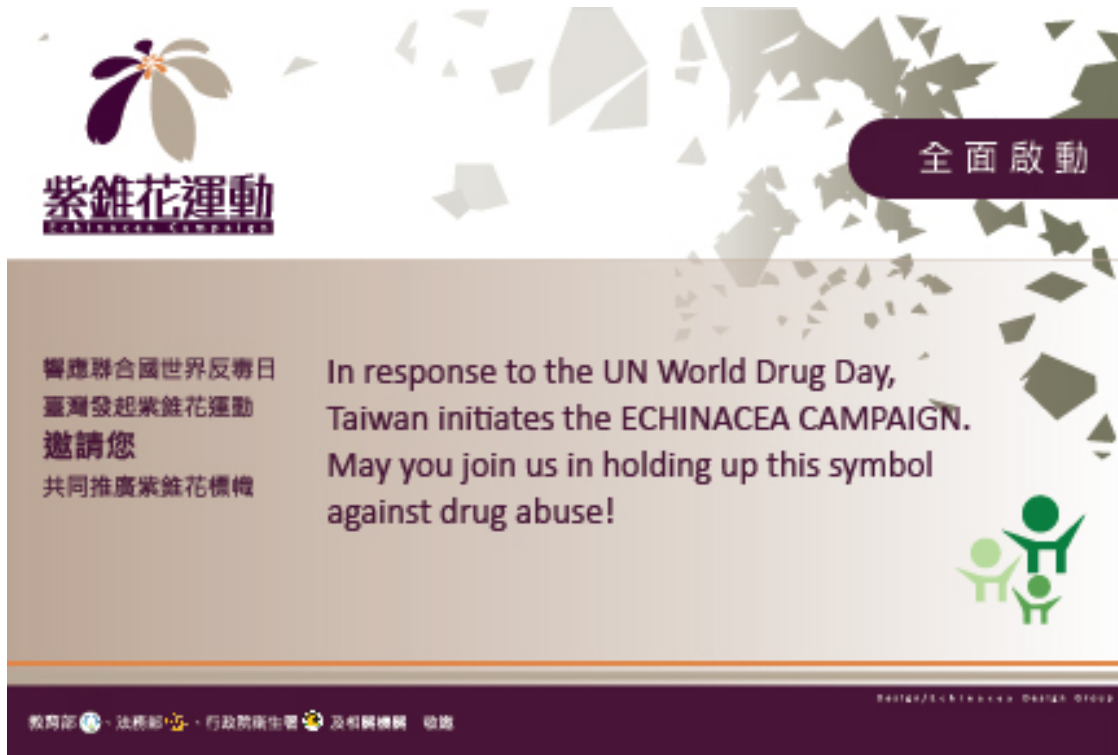 紫錐花運動
Echinacea Campaign
全面啟動
響應聯合國世界反毒日
臺灣發起紫錐花運動
邀請您
共同推廣紫錐花標幟
In response to the UN World Drug Day,
Taiwan initiates the ECHINACEA CAMPAIGN.
May you join us in holding up this symbol
against drug abuse!
Design/Echinacea Design Group
教育部、法務部、行政院衛生署 及相關機關 敬邀